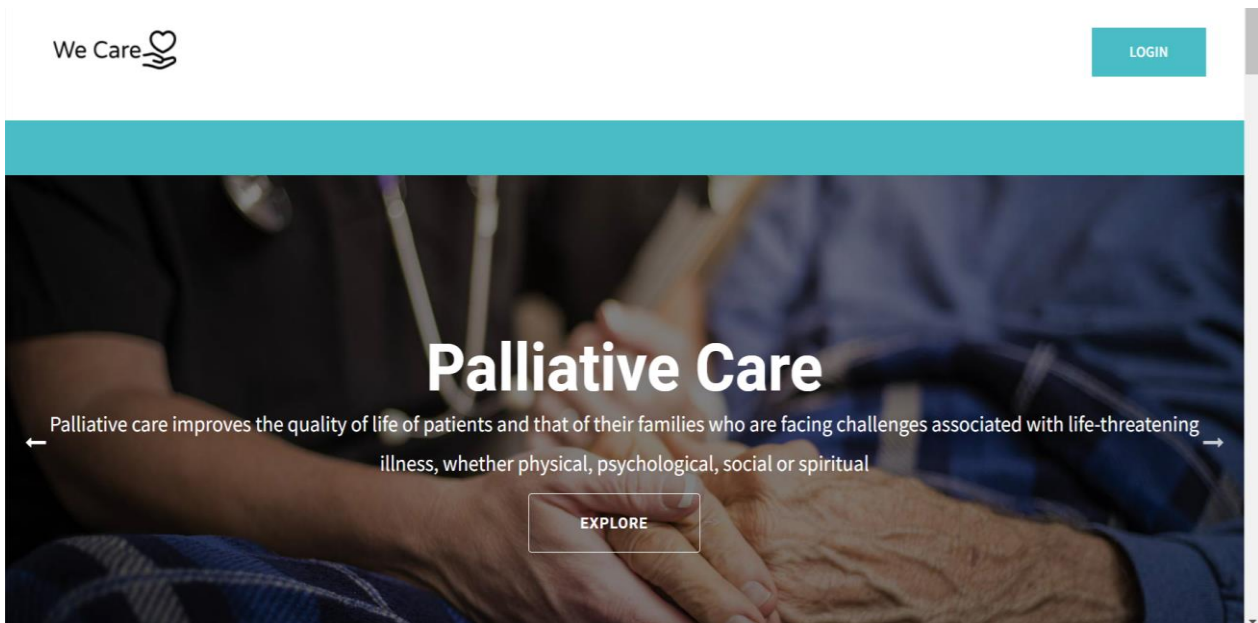 We Care
LOGIN
Palliative Care
Palliative care improves the quality of life of patients and that of their families who are facing challenges associated with life-threatening
illness, whether physical, psychological, social or spiritual
EXPLORE